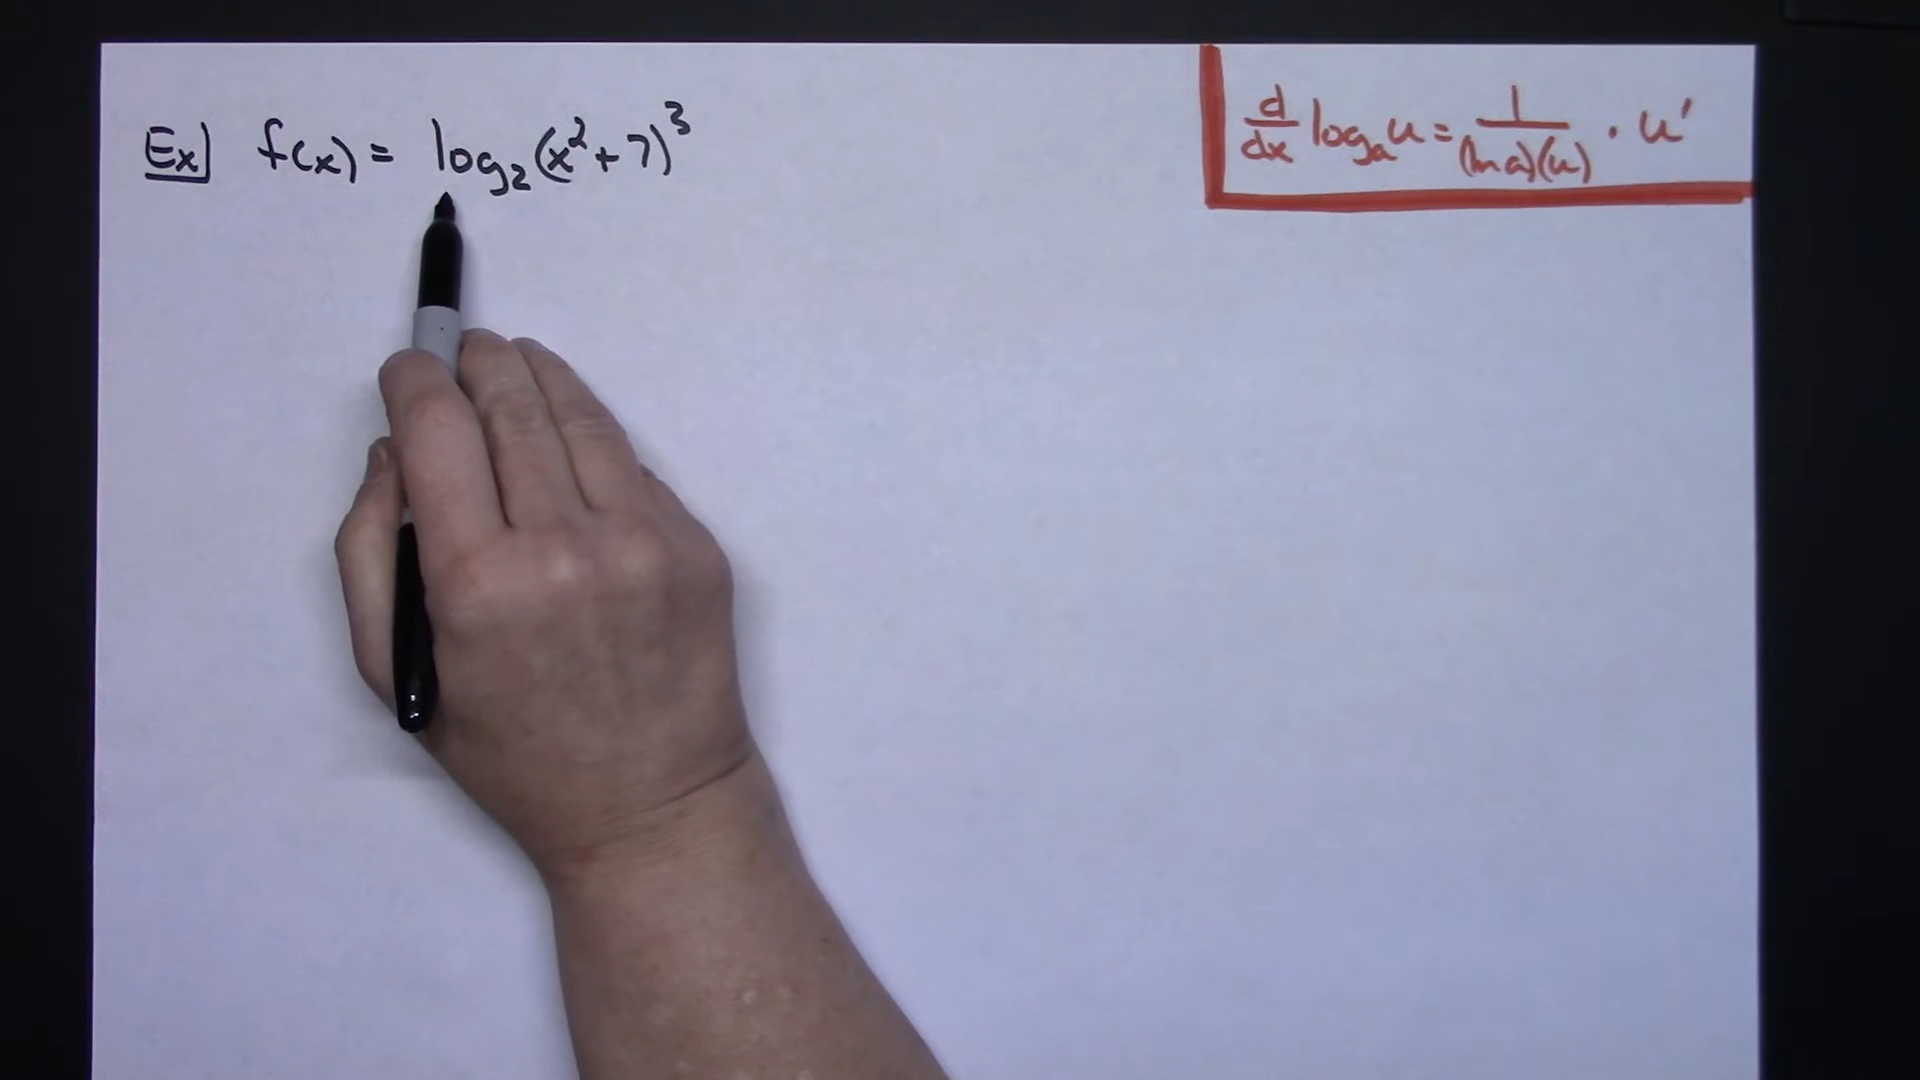 Ex) f(x) = log₂(x²+7)³
d/dx logₐu = 1/(ln a)(u) · u'